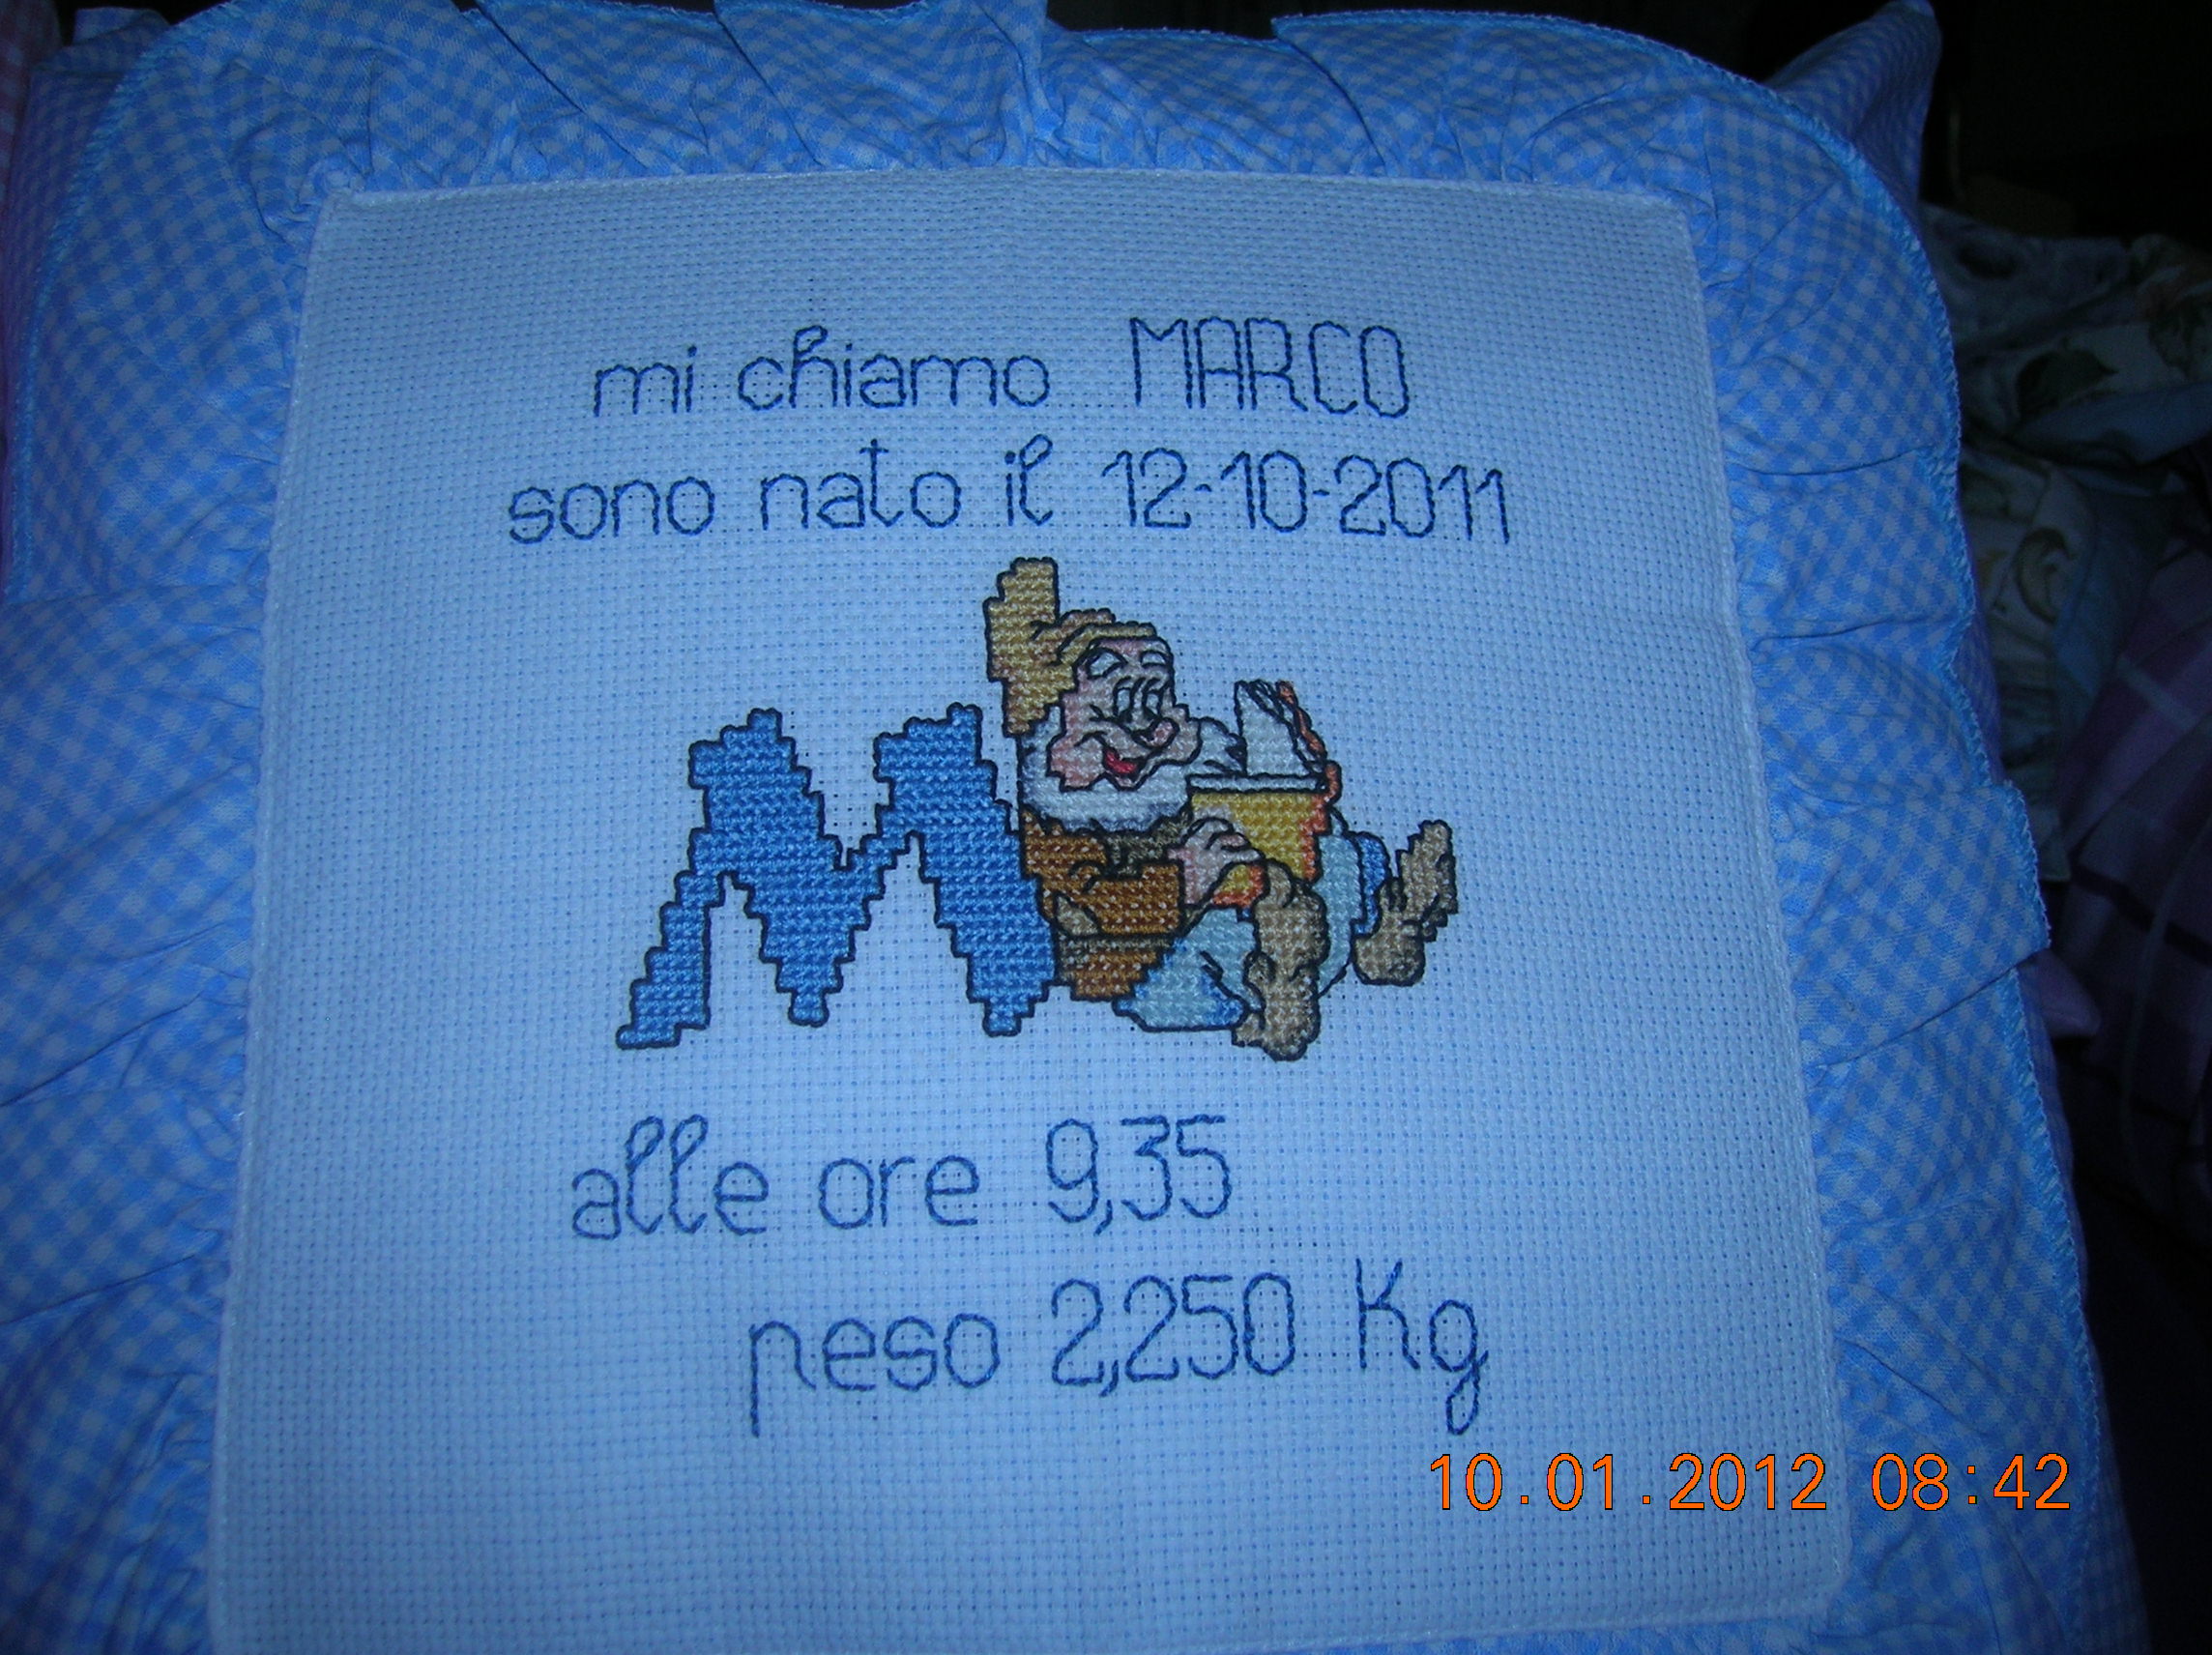 mi chiamo MARCO
sono nato il 12-10-2011
M
alle ore 9,35
peso 2,250 Kg
10.01.2012 08:42